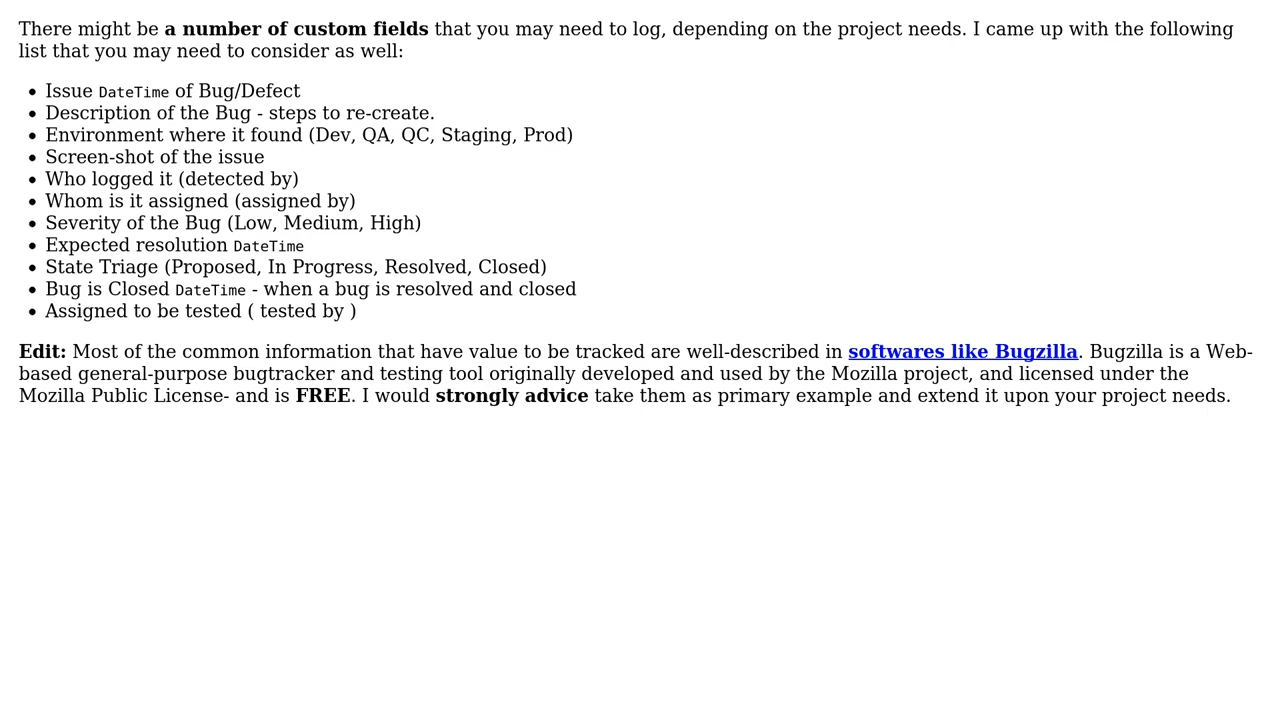 There might be a number of custom fields that you may need to log, depending on the project needs. I came up with the following
list that you may need to consider as well:
• Issue DateTime of Bug/Defect
• Description of the Bug - steps to re-create.
• Environment where it found (Dev, QA, QC, Staging, Prod)
• Screen-shot of the issue
• Who logged it (detected by)
• Whom is it assigned (assigned by)
• Severity of the Bug (Low, Medium, High)
• Expected resolution DateTime
• State Triage (Proposed, In Progress, Resolved, Closed)
• Bug is Closed DateTime - when a bug is resolved and closed
• Assigned to be tested ( tested by )
Edit: Most of the common information that have value to be tracked are well-described in softwares like Bugzilla. Bugzilla is a Web-
based general-purpose bugtracker and testing tool originally developed and used by the Mozilla project, and licensed under the
Mozilla Public License- and is FREE. I would strongly advice take them as primary example and extend it upon your project needs.